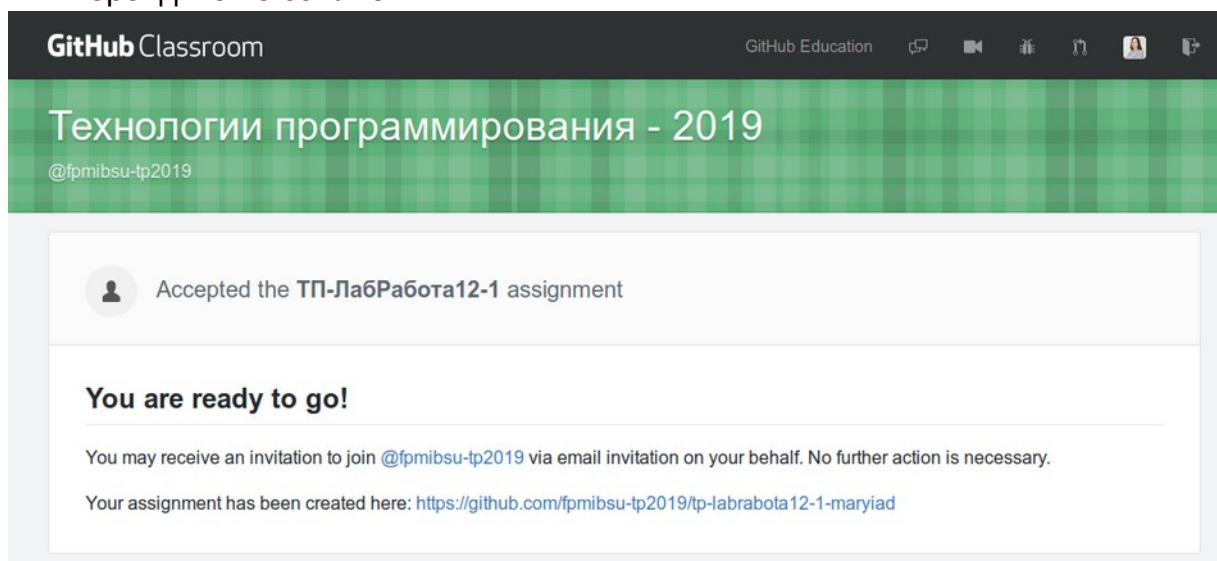 GitHub Classroom
GitHub Education
Технологии программирования - 2019
@fpmibsu-tp2019
Accepted the ТП-ЛабРабота12-1 assignment
You are ready to go!
You may receive an invitation to join @fpmibsu-tp2019 via email invitation on your behalf. No further action is necessary.
Your assignment has been created here: https://github.com/fpmibsu-tp2019/tp-labrabota12-1-maryiad